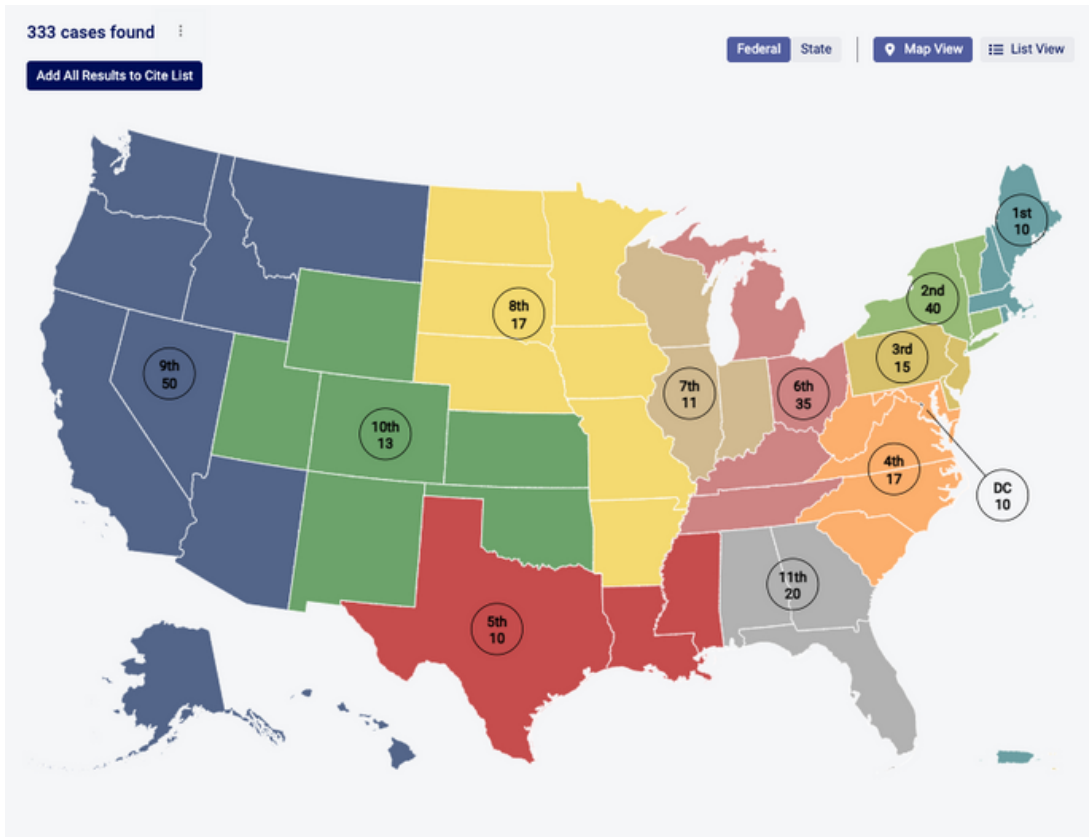 333 cases found
Federal
State
Map View
List View
Add All Results to Cite List
1st
10
2nd
40
8th
17
3rd
15
9th
50
7th
11
6th
35
10th
13
4th
17
DC
10
11th
20
5th
10